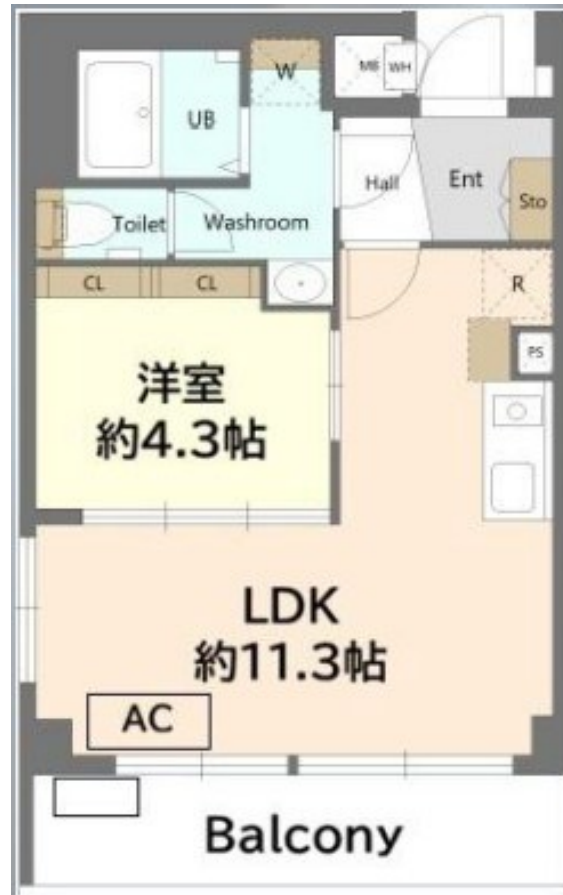 W
MB
WH
UB
Hall
Ent
Sto
Toilet
Washroom
CL
CL
R
PS
洋室
約4.3帖
LDK
約11.3帖
AC
Balcony